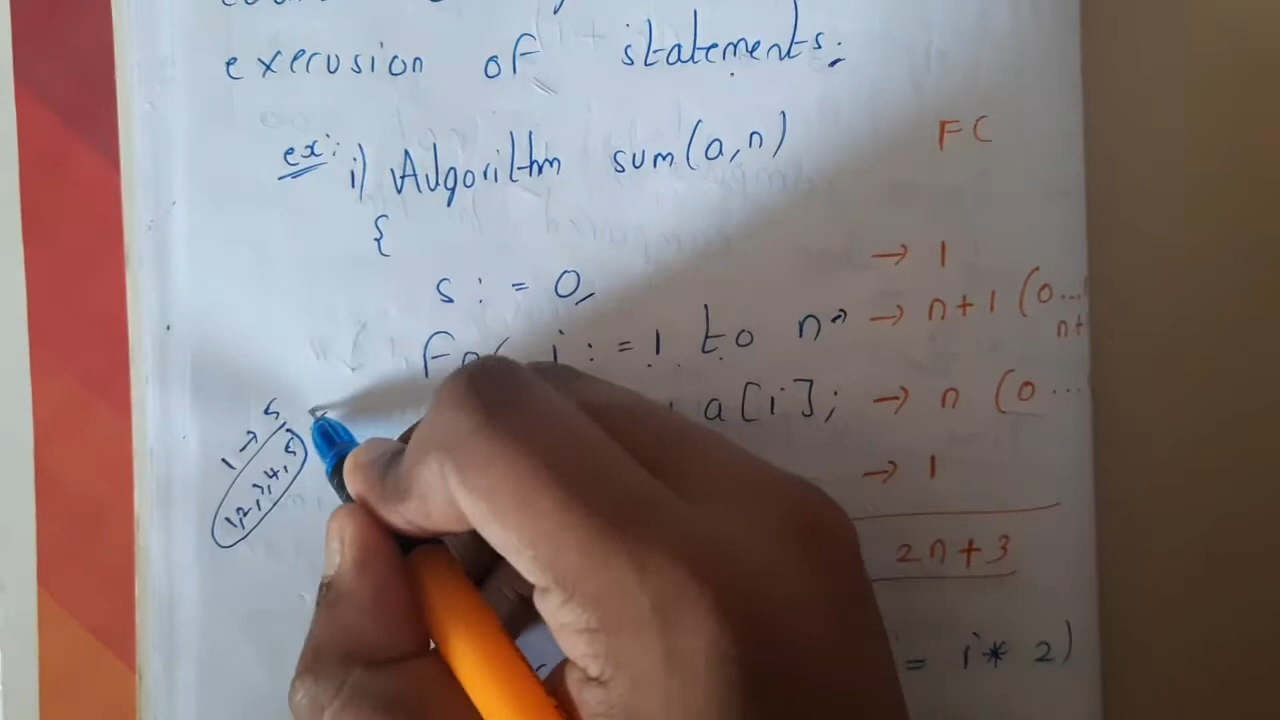 execusion of statements:
ex: i) Algorithm sum(a,n) FC
{
s := 0, → 1
For i := 1 to n → n+1 (0...
n+
a[i]; → n (0...
→ 1
2n+3
1 → 5
1,2,3,4,5
= i * 2)